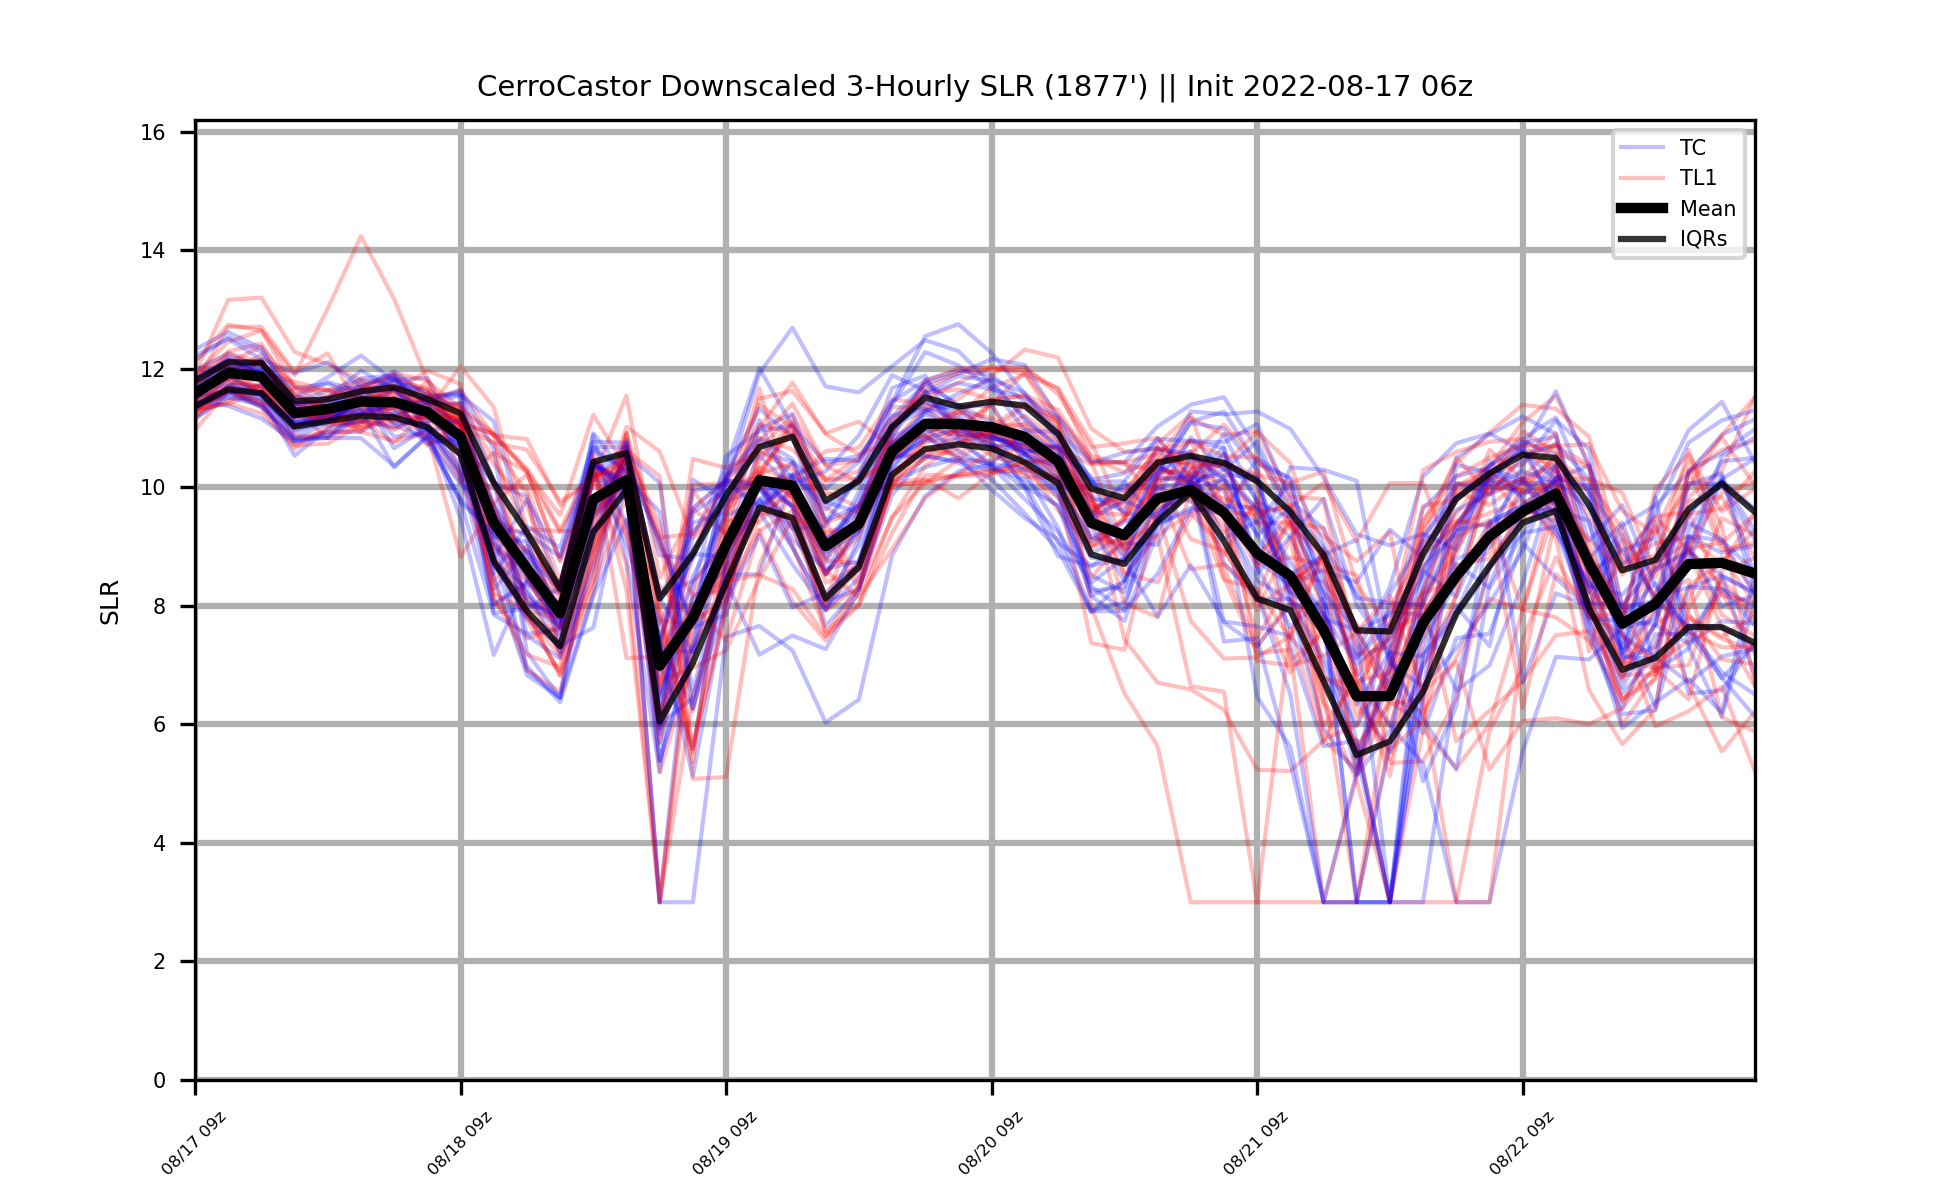 CerroCastor Downscaled 3-Hourly SLR (1877') || Init 2022-08-17 06z
TC
TL1
Mean
IQRs
SLR
16
14
12
10
8
6
4
2
0
08/17 09z
08/18 09z
08/19 09z
08/20 09z
08/21 09z
08/22 09z